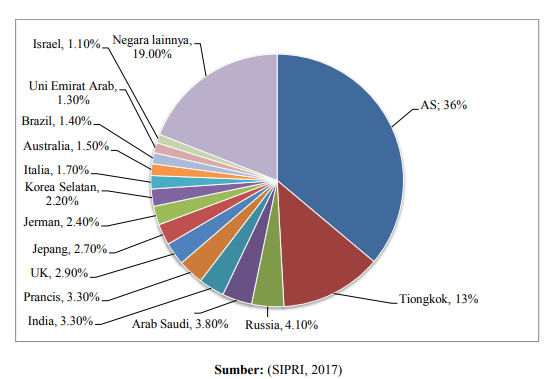 AS; 36%
Tiongkok, 13%
Russia, 4.10%
Arab Saudi, 3.80%
India, 3.30%
Prancis, 3.30%
UK, 2.90%
Jepang, 2.70%
Jerman, 2.40%
Korea Selatan,
2.20%
Italia, 1.70%
Australia, 1.50%
Brazil, 1.40%
Uni Emirat Arab,
1.30%
Israel, 1.10%
Negara lainnya,
19.00%
Sumber: (SIPRI, 2017)